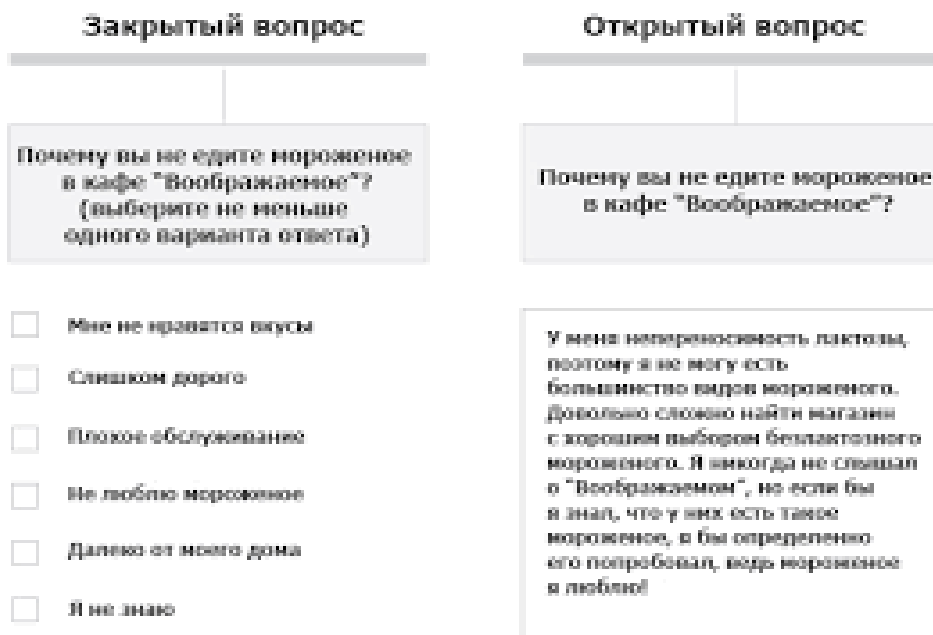 Закрытый вопрос
Почему вы не едите мороженое
в кафе "Воображаемое"?
(выберите не меньше
одного варианта ответа)
Мне не нравятся вкусы
Слишком дорого
Плохое обслуживание
Не люблю мороженое
Далеко от моего дома
Я не знаю
Открытый вопрос
Почему вы не едите мороженое
в кафе "Воображаемое"?
У меня непереносимость лактозы,
поэтому я не могу есть
большинство видов мороженого.
Довольно сложно найти магазин
с хорошим выбором безлактозного
мороженого. Я никогда не слышал
о "Воображаемом", но если бы
я знал, что у них есть такое
мороженое, я бы определенно
его попробовал, ведь мороженое
я люблю!